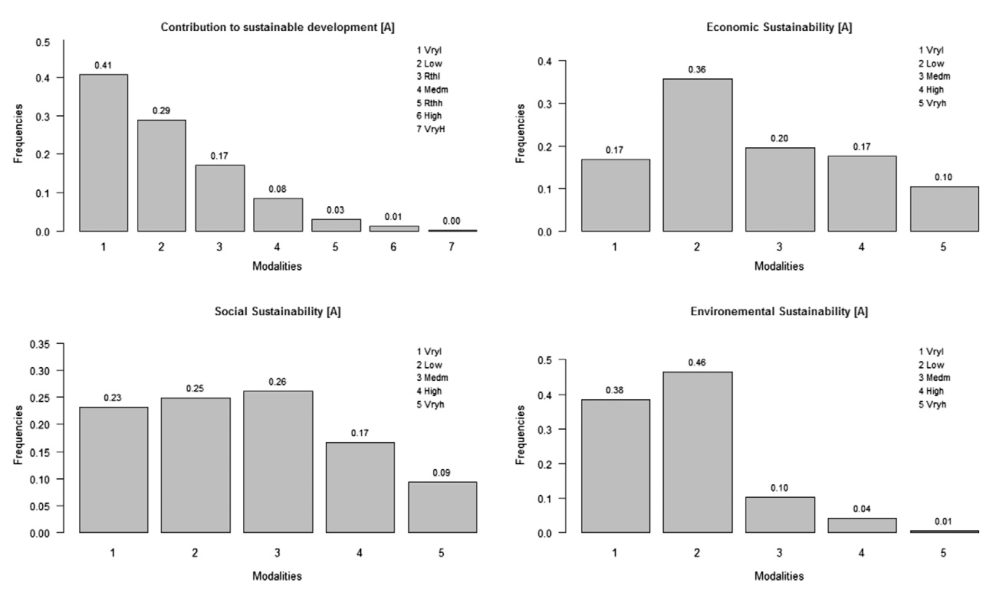 Contribution to sustainable development [A]
0.5
0.4
0.3
0.2
0.1
0.0
Frequencies
0.41
0.29
0.17
0.08
0.03
0.01
0.00
1 Vryl
2 Low
3 Rthl
4 Medm
5 Rthh
6 High
7 VryH
1 2 3 4 5 6 7
Modalities
Economic Sustainability [A]
0.4
0.3
0.2
0.1
0.0
Frequencies
0.17
0.36
0.20
0.17
0.10
1 Vryl
2 Low
3 Medm
4 High
5 Vryh
1 2 3 4 5
Modalities
Social Sustainability [A]
0.35
0.30
0.25
0.20
0.15
0.10
0.05
0.00
Frequencies
0.23
0.25
0.26
0.17
0.09
1 Vryl
2 Low
3 Medm
4 High
5 Vryh
1 2 3 4 5
Modalities
Environemental Sustainability [A]
0.5
0.4
0.3
0.2
0.1
0.0
Frequencies
0.38
0.46
0.10
0.04
0.01
1 Vryl
2 Low
3 Medm
4 High
5 Vryh
1 2 3 4 5
Modalities